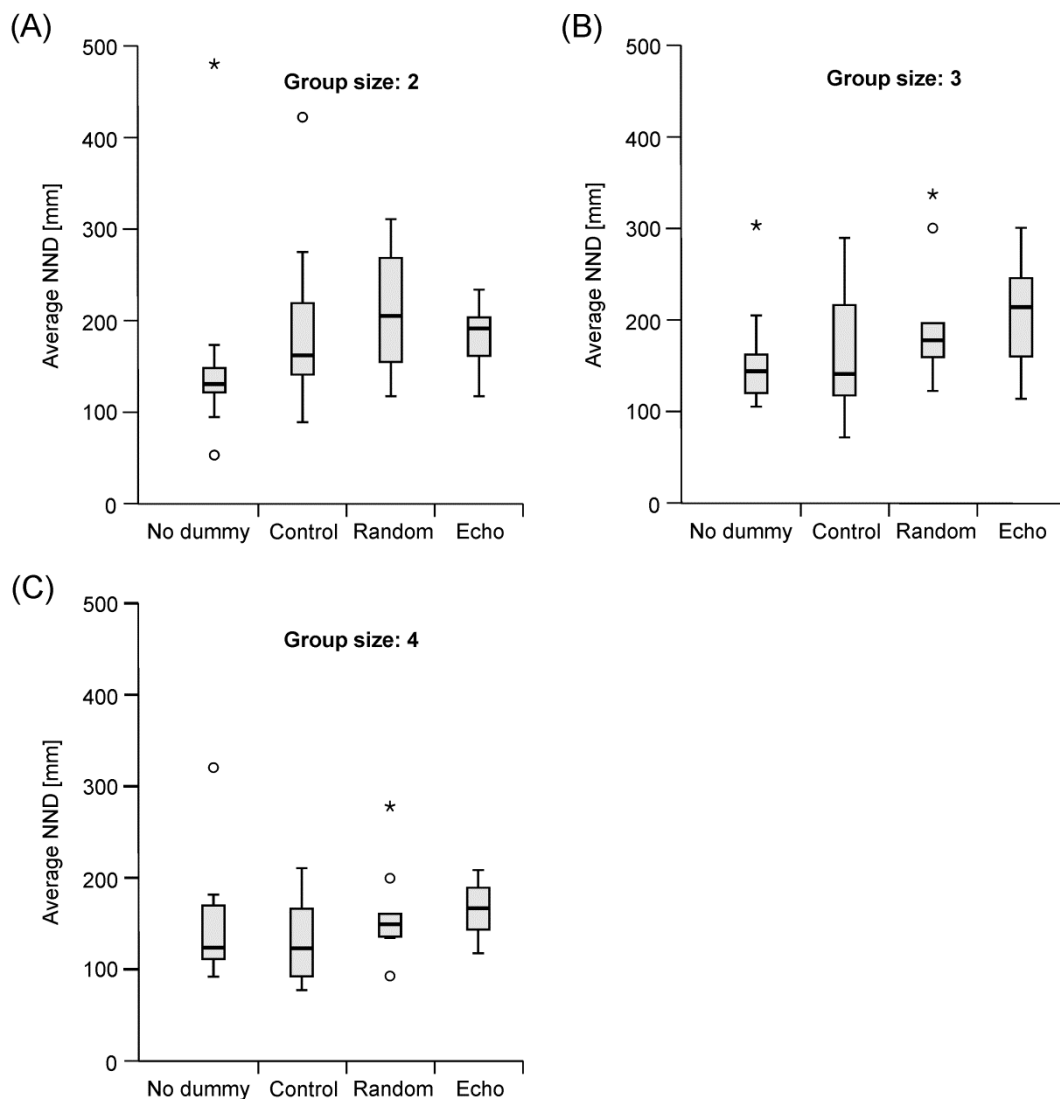 (A)
Group size: 2
500
400
300
200
100
0
Average NND [mm]
No dummy Control Random Echo
(B)
Group size: 3
500
400
300
200
100
0
Average NND [mm]
No dummy Control Random Echo
(C)
Group size: 4
500
400
300
200
100
0
Average NND [mm]
No dummy Control Random Echo